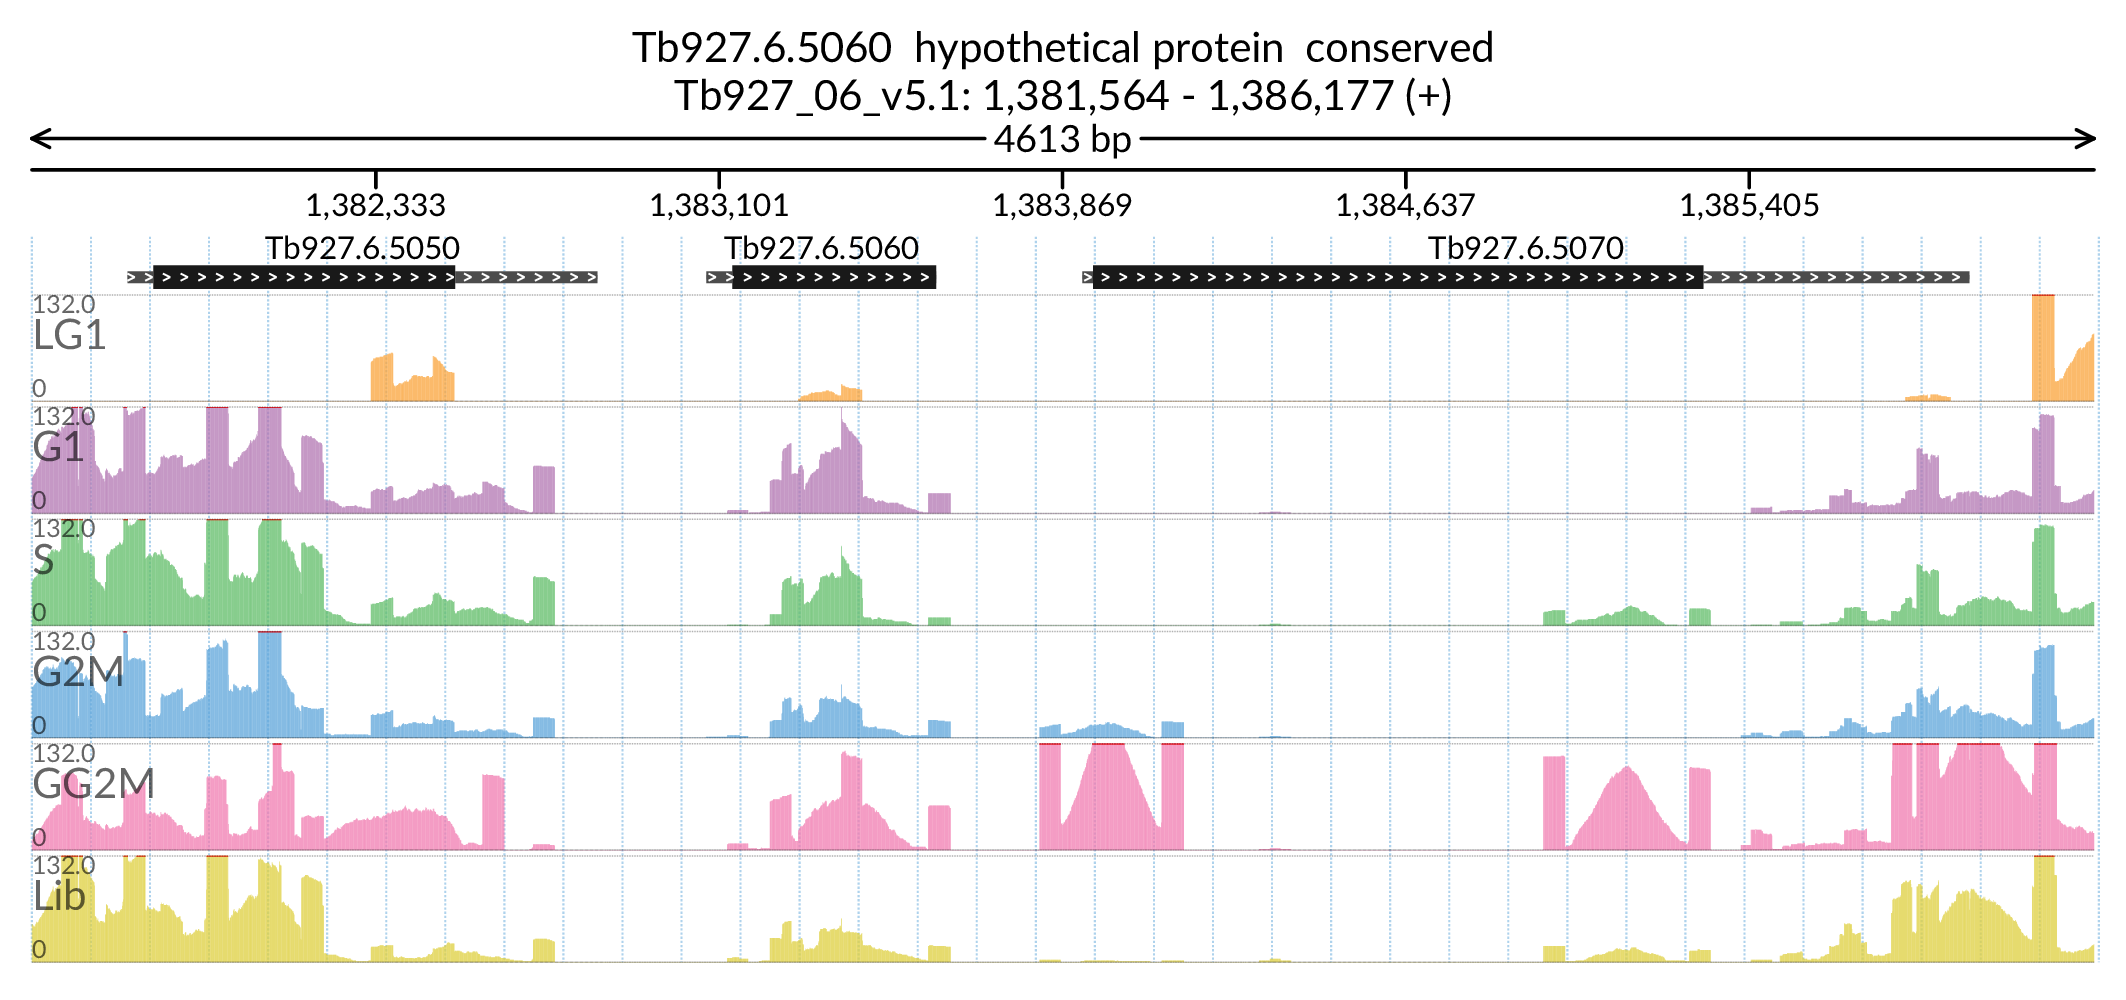 Tb927.6.5060 hypothetical protein conserved
Tb927_06_v5.1: 1,381,564 - 1,386,177 (+)
4613 bp
1,382,333 1,383,101 1,383,869 1,384,637 1,385,405
Tb927.6.5050 Tb927.6.5060 Tb927.6.5070
132.0
LG1
0
132.0
G1
0
132.0
S
0
132.0
G2M
0
132.0
GG2M
0
132.0
Lib
0